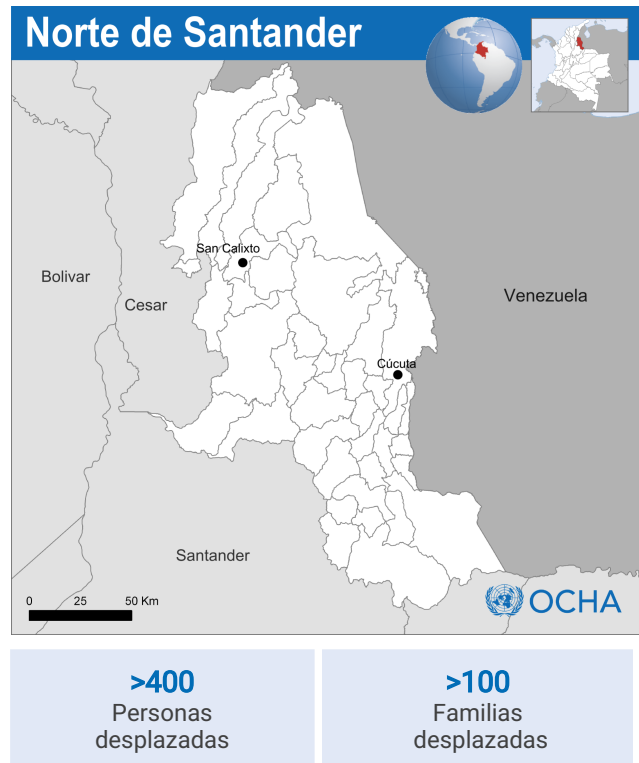 Norte de Santander
San Calixto
Bolivar
Cesar
Venezuela
Cúcuta
Santander
0 25 50 Km
OCHA
>400
Personas
desplazadas
>100
Familias
desplazadas